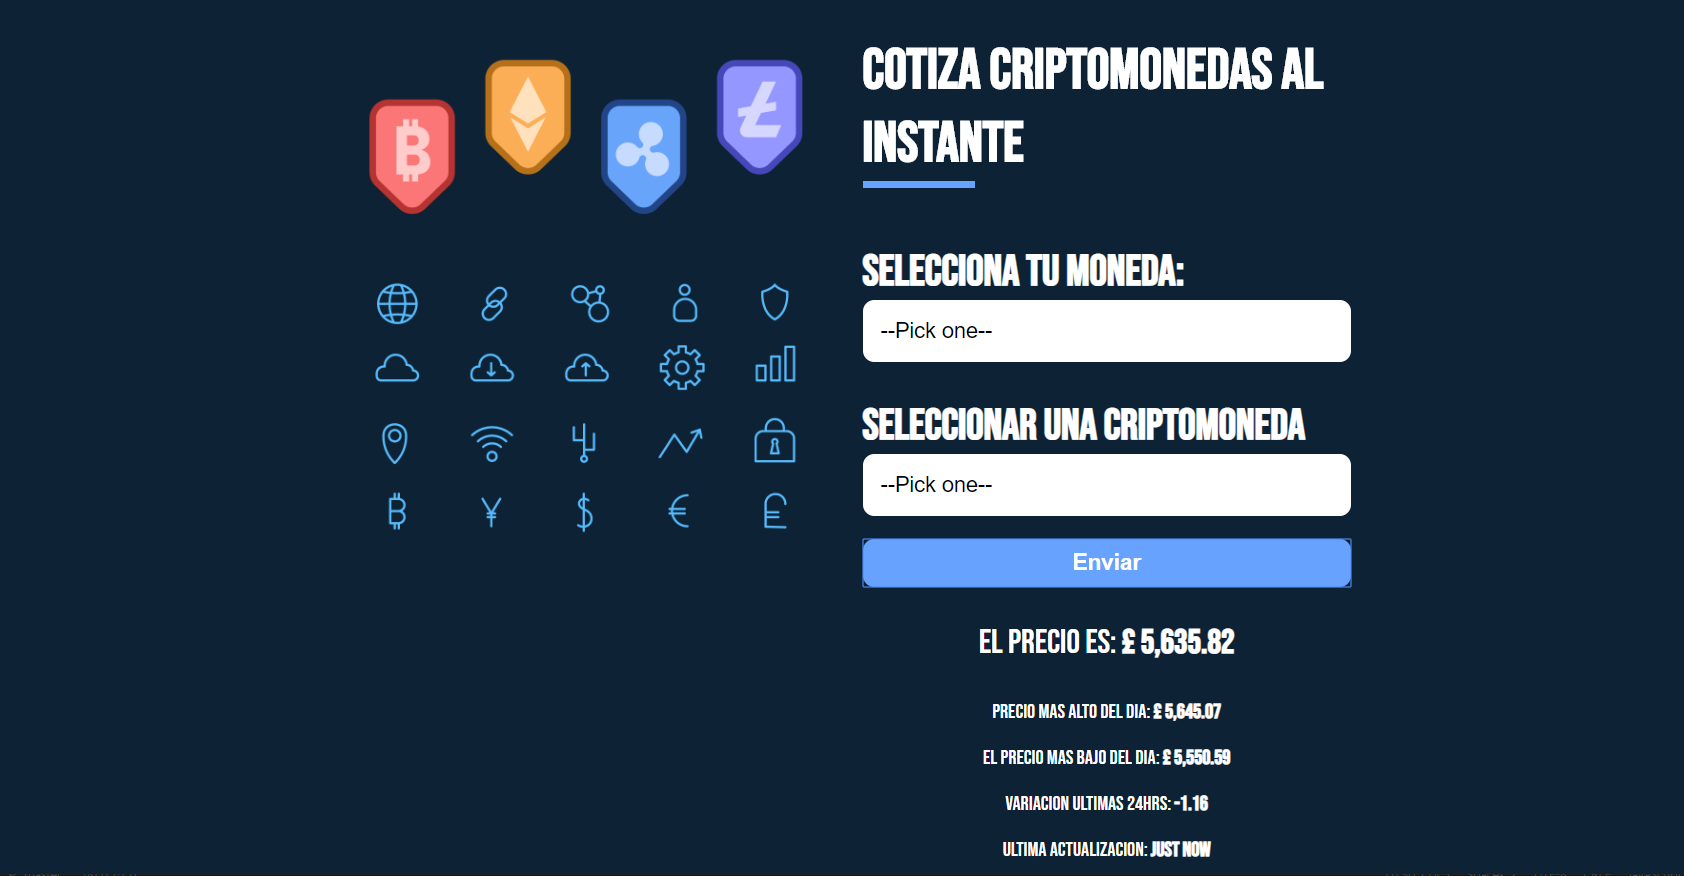 COTIZA CRIPTOMONEDAS AL
INSTANTE
SELECCIONA TU MONEDA:
--Pick one--
SELECCIONAR UNA CRIPTOMONEDA
--Pick one--
Enviar
EL PRECIO ES: £ 5,635.82
PRECIO MAS ALTO DEL DIA: £ 5,645.07
EL PRECIO MAS BAJO DEL DIA: £ 5,550.59
VARIACION ULTIMAS 24HRS: -1.16
ULTIMA ACTUALIZACION: JUST NOW